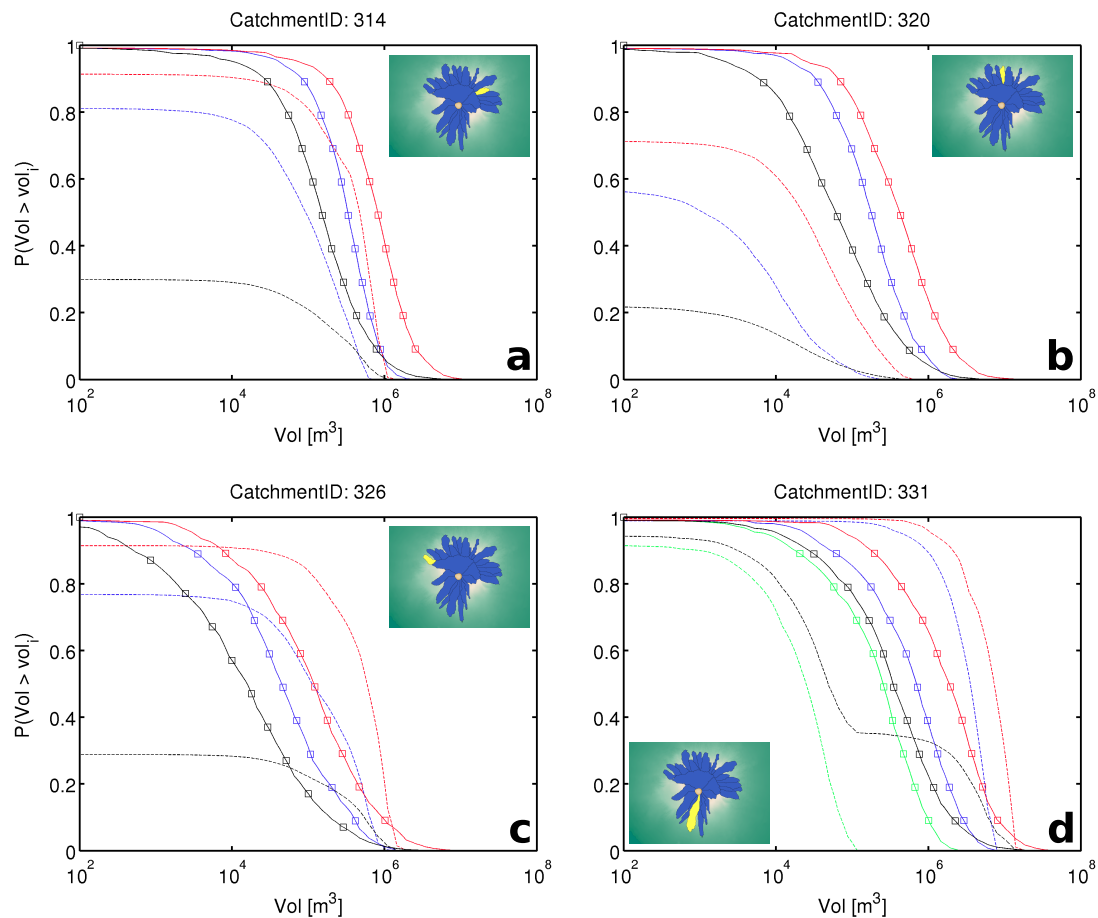 CatchmentID: 314
1
0.8
0.6
0.4
0.2
0
P(Vol > vol_i)
10^2
10^4
10^6
10^8
Vol [m^3]
a
CatchmentID: 320
1
0.8
0.6
0.4
0.2
0
10^2
10^4
10^6
10^8
Vol [m^3]
b
CatchmentID: 326
1
0.8
0.6
0.4
0.2
0
P(Vol > vol_i)
10^2
10^4
10^6
10^8
Vol [m^3]
c
CatchmentID: 331
1
0.8
0.6
0.4
0.2
0
10^2
10^4
10^6
10^8
Vol [m^3]
d